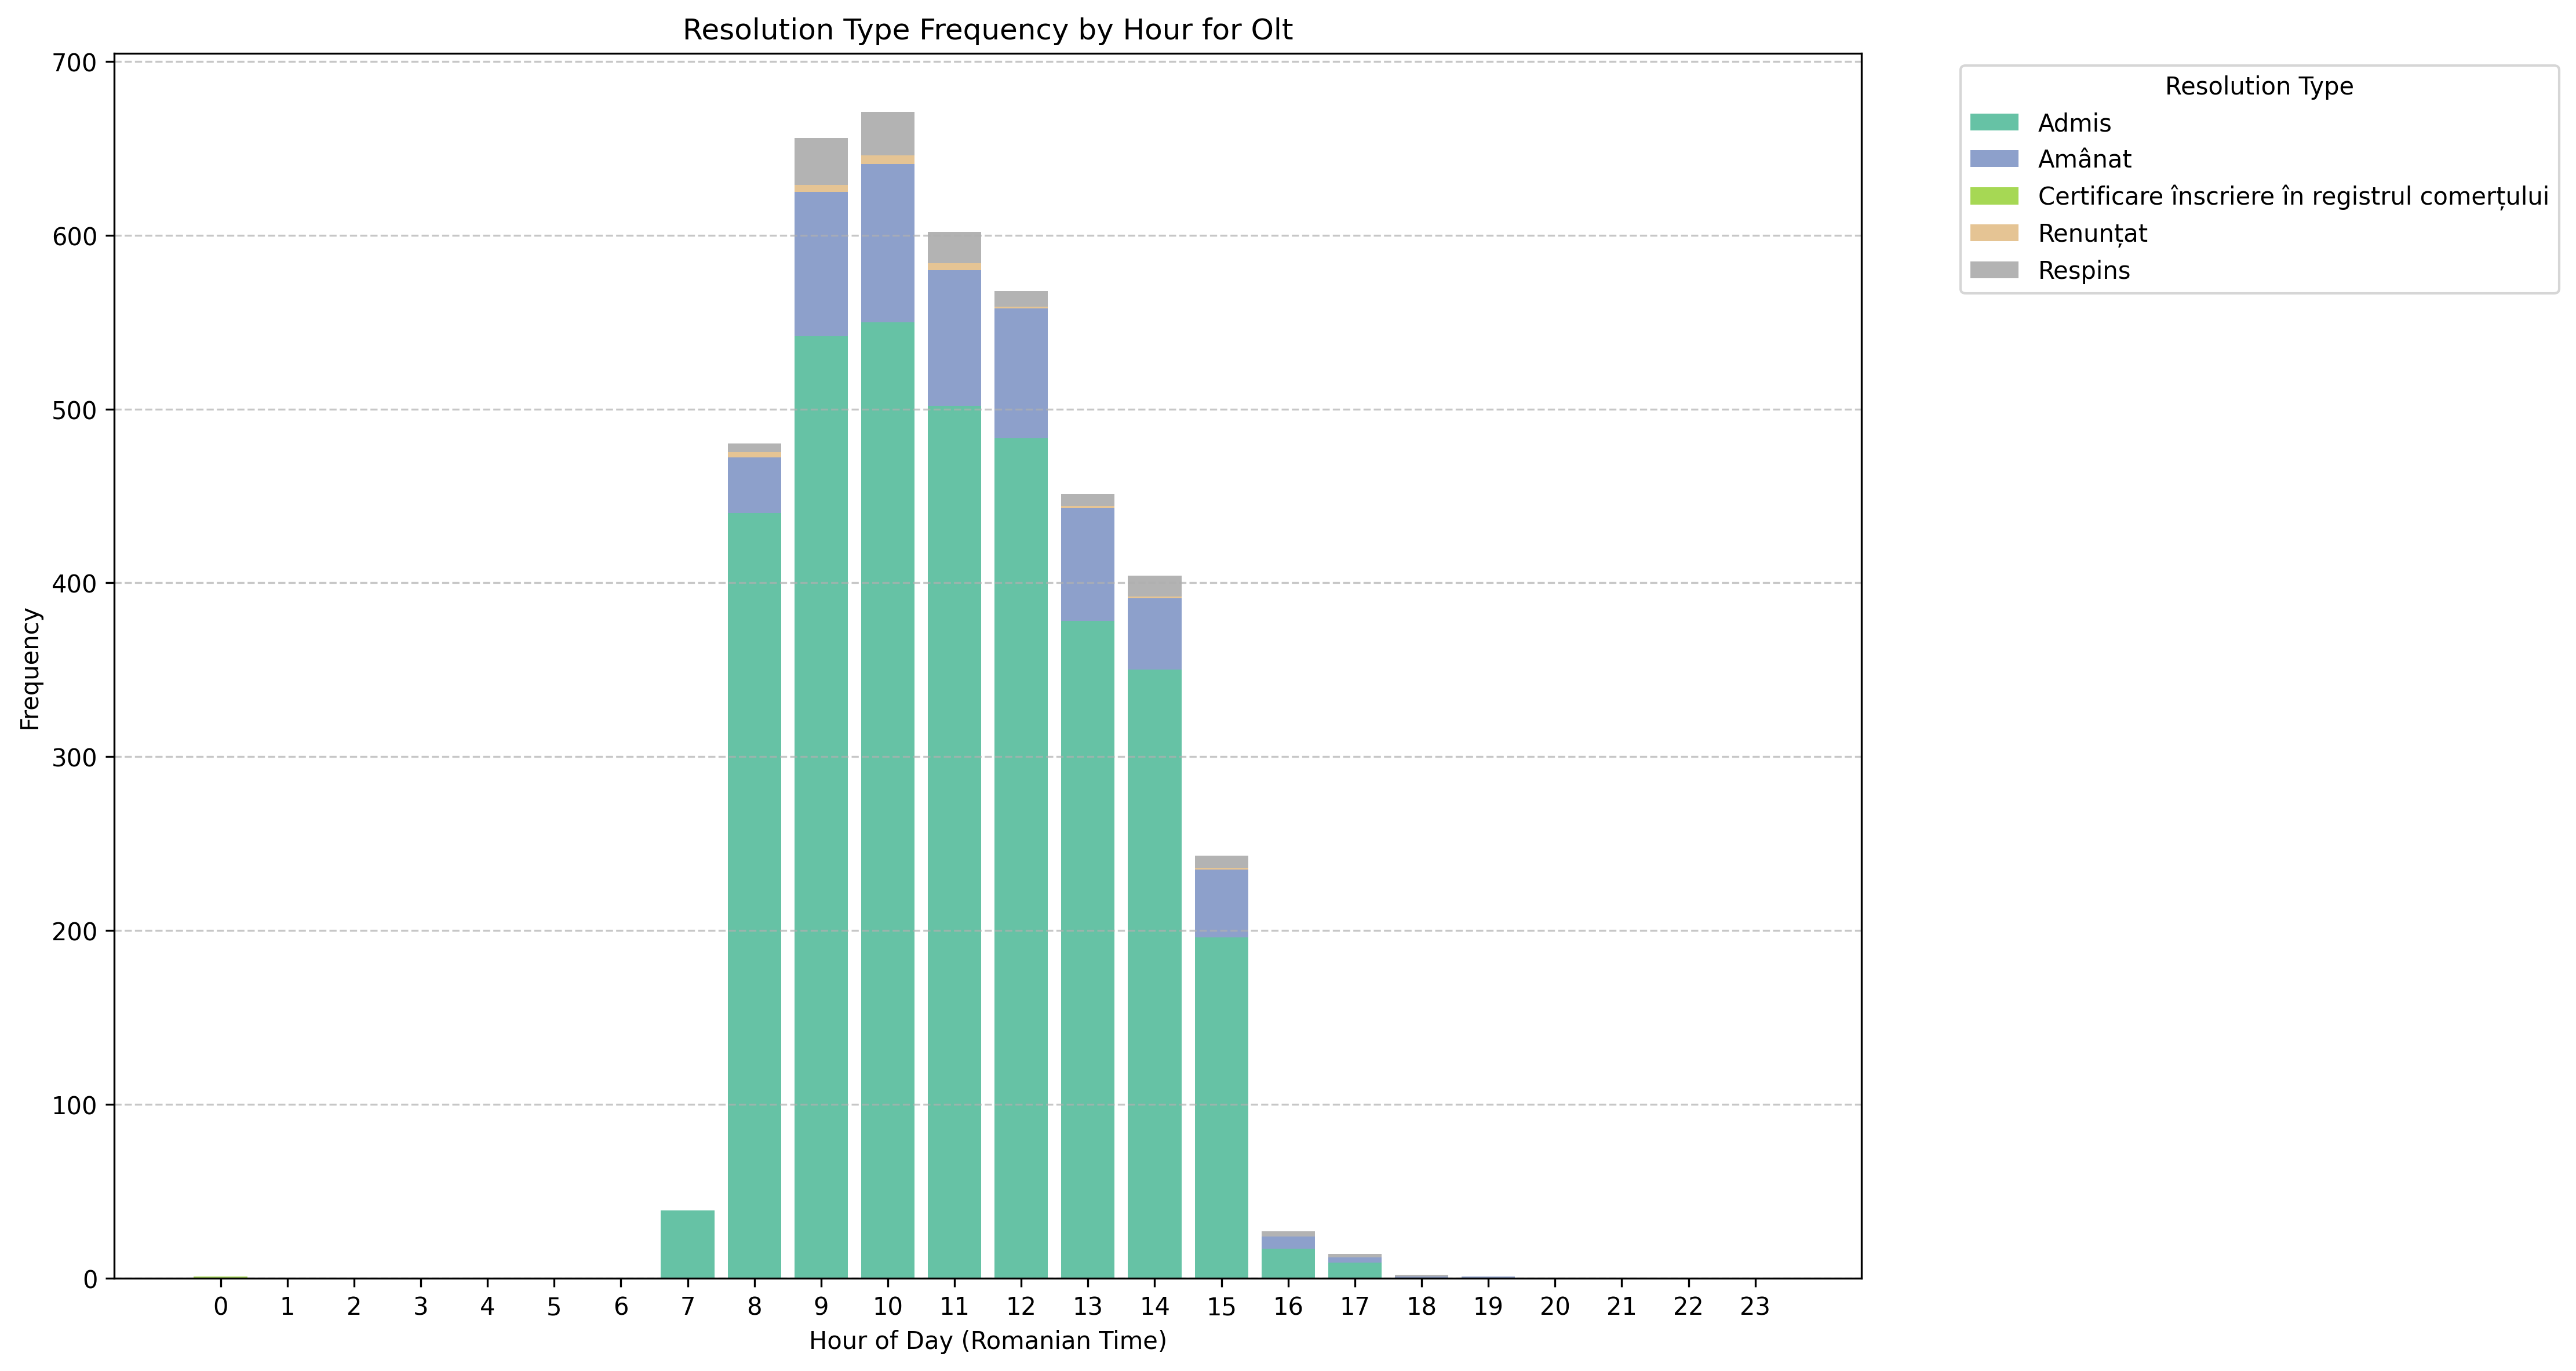 Resolution Type Frequency by Hour for Olt
Resolution Type
Admis
Amânat
Certificare înscriere în registrul comerțului
Renunțat
Respins
Frequency
700
600
500
400
300
200
100
0
0 1 2 3 4 5 6 7 8 9 10 11 12 13 14 15 16 17 18 19 20 21 22 23
Hour of Day (Romanian Time)